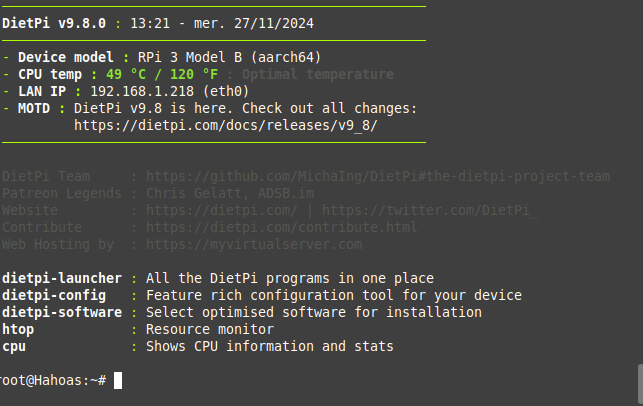 DietPi v9.8.0 : 13:21 - mer. 27/11/2024
- Device model : RPi 3 Model B (aarch64)
- CPU temp : 49 °C / 120 °F : Optimal temperature
- LAN IP : 192.168.1.218 (eth0)
- MOTD : DietPi v9.8 is here. Check out all changes:
https://dietpi.com/docs/releases/v9_8/
DietPi Team : https://github.com/MichaIng/DietPi#the-dietpi-project-team
Patreon Legends : Chris Gelatt, ADSB.im
Website : https://dietpi.com/ | https://twitter.com/DietPi_
Contribute : https://dietpi.com/contribute.html
Web Hosting by : https://myvirtualserver.com
dietpi-launcher : All the DietPi programs in one place
dietpi-config : Feature rich configuration tool for your device
dietpi-software : Select optimised software for installation
htop : Resource monitor
cpu : Shows CPU information and stats
root@Hahoas:~#